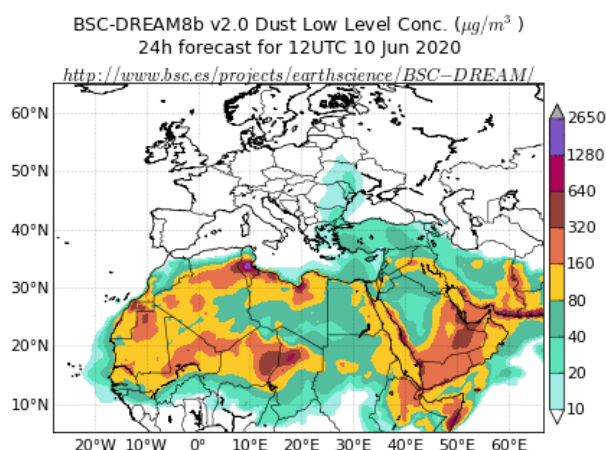 BSC-DREAM8b v2.0 Dust Low Level Conc. (μg/m³ )
24h forecast for 12UTC 10 Jun 2020
http://www.bsc.es/projects/earthscience/BSC−DREAM/
60°N
50°N
40°N
30°N
20°N
10°N
20°W 10°W 0° 10°E 20°E 30°E 40°E 50°E 60°E
2650
1280
640
320
160
80
40
20
10